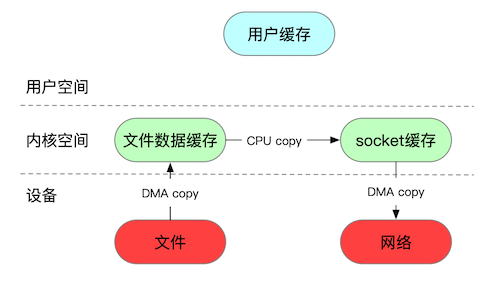 用户缓存
用户空间
内核空间
文件数据缓存
CPU copy
socket缓存
设备
DMA copy
DMA copy
文件
网络